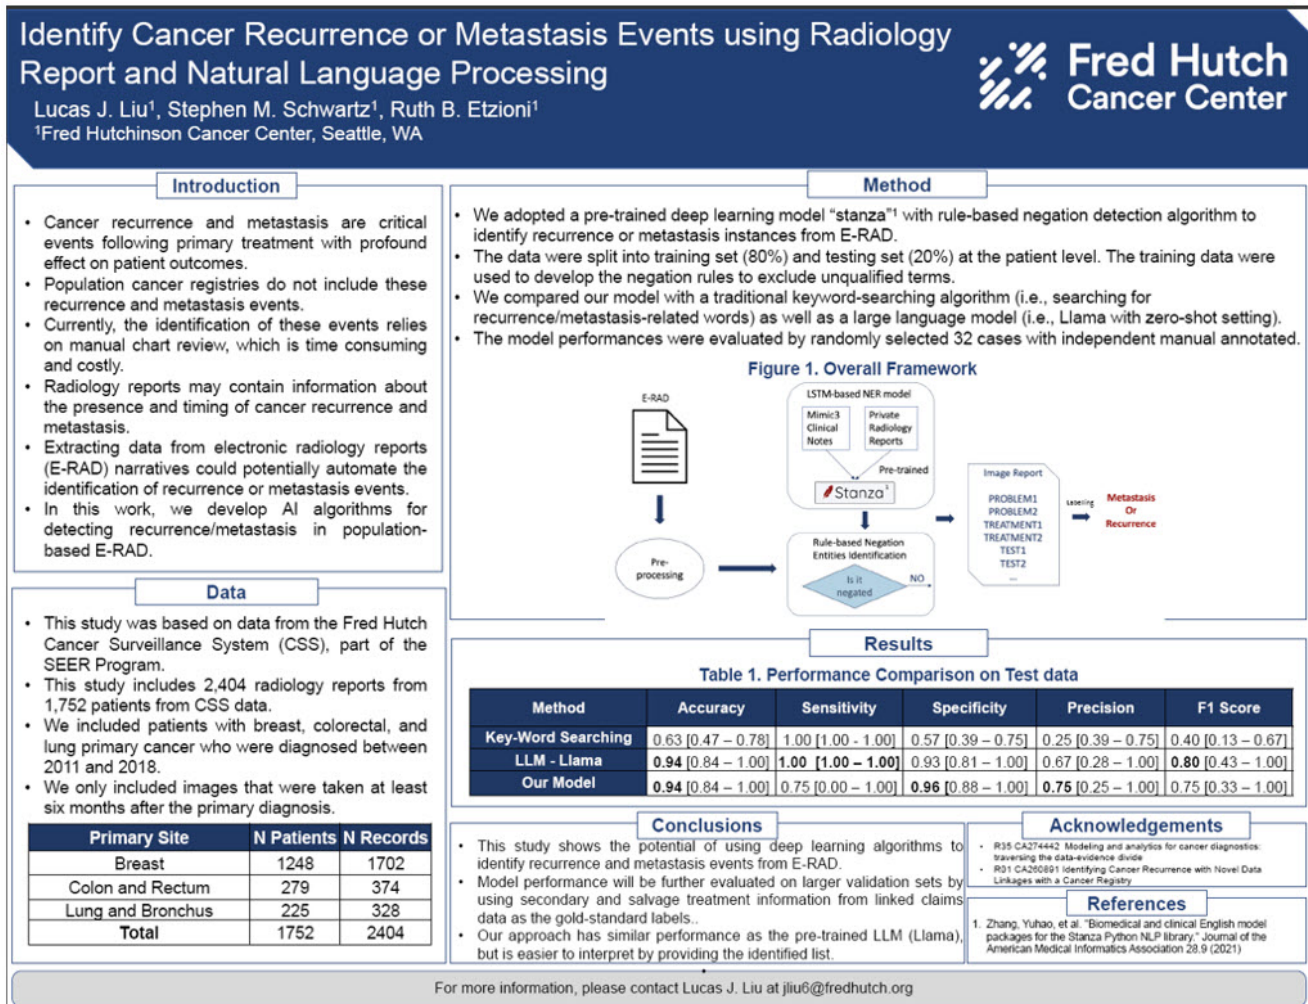 Identify Cancer Recurrence or Metastasis Events using Radiology
Report and Natural Language Processing
Lucas J. Liu¹, Stephen M. Schwartz¹, Ruth B. Etzioni¹
¹Fred Hutchinson Cancer Center, Seattle, WA
Fred Hutch
Cancer Center
Introduction
• Cancer recurrence and metastasis are critical
events following primary treatment with profound
effect on patient outcomes.
• Population cancer registries do not include these
recurrence and metastasis events.
• Currently, the identification of these events relies
on manual chart review, which is time consuming
and costly.
• Radiology reports may contain information about
the presence and timing of cancer recurrence and
metastasis.
• Extracting data from electronic radiology reports
(E-RAD) narratives could potentially automate the
identification of recurrence or metastasis events.
• In this work, we develop AI algorithms for
detecting recurrence/metastasis in population-
based E-RAD.
Data
• This study was based on data from the Fred Hutch
Cancer Surveillance System (CSS), part of the
SEER Program.
• This study includes 2,404 radiology reports from
1,752 patients from CSS data.
• We included patients with breast, colorectal, and
lung primary cancer who were diagnosed between
2011 and 2018.
• We only included images that were taken at least
six months after the primary diagnosis.
Primary Site N Patients N Records
Breast 1248 1702
Colon and Rectum 279 374
Lung and Bronchus 225 328
Total 1752 2404
Method
• We adopted a pre-trained deep learning model “stanza”¹ with rule-based negation detection algorithm to
identify recurrence or metastasis instances from E-RAD.
• The data were split into training set (80%) and testing set (20%) at the patient level. The training data were
used to develop the negation rules to exclude unqualified terms.
• We compared our model with a traditional keyword-searching algorithm (i.e., searching for
recurrence/metastasis-related words) as well as a large language model (i.e., Llama with zero-shot setting).
• The model performances were evaluated by randomly selected 32 cases with independent manual annotated.
Figure 1. Overall Framework
E-RAD
Pre-
processing
LSTM-based NER model
Mimic3
Clinical
Notes
Private
Radiology
Reports
Pre-trained
Stanza¹
Rule-based Negation
Entities Identification
Is it
negated
NO
Image Report
PROBLEM1
PROBLEM2
TREATMENT1
TREATMENT2
TEST1
TEST2
...
Labeling
Metastasis
Or
Recurrence
Results
Table 1. Performance Comparison on Test data
Method Accuracy Sensitivity Specificity Precision F1 Score
Key-Word Searching 0.63 [0.47 – 0.78] 1.00 [1.00 - 1.00] 0.57 [0.39 – 0.75] 0.25 [0.39 – 0.75] 0.40 [0.13 – 0.67]
LLM - Llama 0.94 [0.84 – 1.00] 1.00 [1.00 – 1.00] 0.93 [0.81 – 1.00] 0.67 [0.28 – 1.00] 0.80 [0.43 – 1.00]
Our Model 0.94 [0.84 – 1.00] 0.75 [0.00 – 1.00] 0.96 [0.88 – 1.00] 0.75 [0.25 – 1.00] 0.75 [0.33 – 1.00]
Conclusions
• This study shows the potential of using deep learning algorithms to
identify recurrence and metastasis events from E-RAD.
• Model performance will be further evaluated on larger validation sets by
using secondary and salvage treatment information from linked claims
data as the gold-standard labels..
• Our approach has similar performance as the pre-trained LLM (Llama),
but is easier to interpret by providing the identified list.
Acknowledgements
• R35 CA274442 Modeling and analytics for cancer diagnostics:
traversing the data-evidence divide
• R01 CA260891 Identifying Cancer Recurrence with Novel Data
Linkages with a Cancer Registry
References
1. Zhang, Yuhao, et al. "Biomedical and clinical English model
packages for the Stanza Python NLP library." Journal of the
American Medical Informatics Association 28.9 (2021)
For more information, please contact Lucas J. Liu at jliu6@fredhutch.org